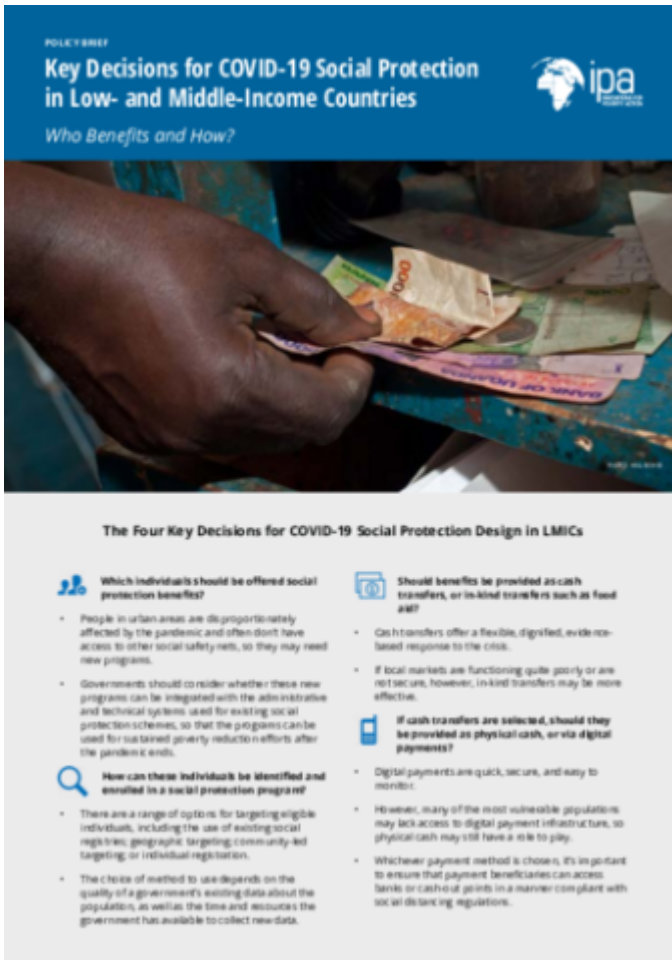 POLICY BRIEF
Key Decisions for COVID-19 Social Protection
in Low- and Middle-Income Countries
Who Benefits and How?
ipa
BANK OF UGANDA
The Four Key Decisions for COVID-19 Social Protection Design in LMICs
Which individuals should be offered social
protection benefits?
• People in urban areas are disproportionately
affected by the pandemic and often don't have
access to other social safety nets, so they may need
new programs.
• Governments should consider whether these new
programs can be integrated with the administrative
and technical systems used for existing social
protection schemes, so that the programs can be
used for sustained poverty reduction efforts after
the pandemic ends.
How can these individuals be identified and
enrolled in a social protection program?
• There are a range of options for targeting eligible
individuals, including the use of existing social
registries; geographic targeting; community-led
targeting; or individual registration.
• The choice of method to use depends on the
quality of a government's existing data about the
population, as well as the time and resources the
government has available to collect new data.
Should benefits be provided as cash
transfers, or in-kind transfers such as food
aid?
• Cash transfers offer a flexible, dignified, evidence-
based response to the crisis.
• If local markets are functioning quite poorly or are
not secure, however, in-kind transfers may be more
effective.
If cash transfers are selected, should they
be provided as physical cash, or via digital
payments?
• Digital payments are quick, secure, and easy to
monitor.
• However, many of the most vulnerable populations
may lack access to digital payment infrastructure, so
physical cash may still have a role to play.
• Whichever payment method is chosen, it's important
to ensure that payment beneficiaries can access
banks or cash-out points in a manner compliant with
social distancing regulations.